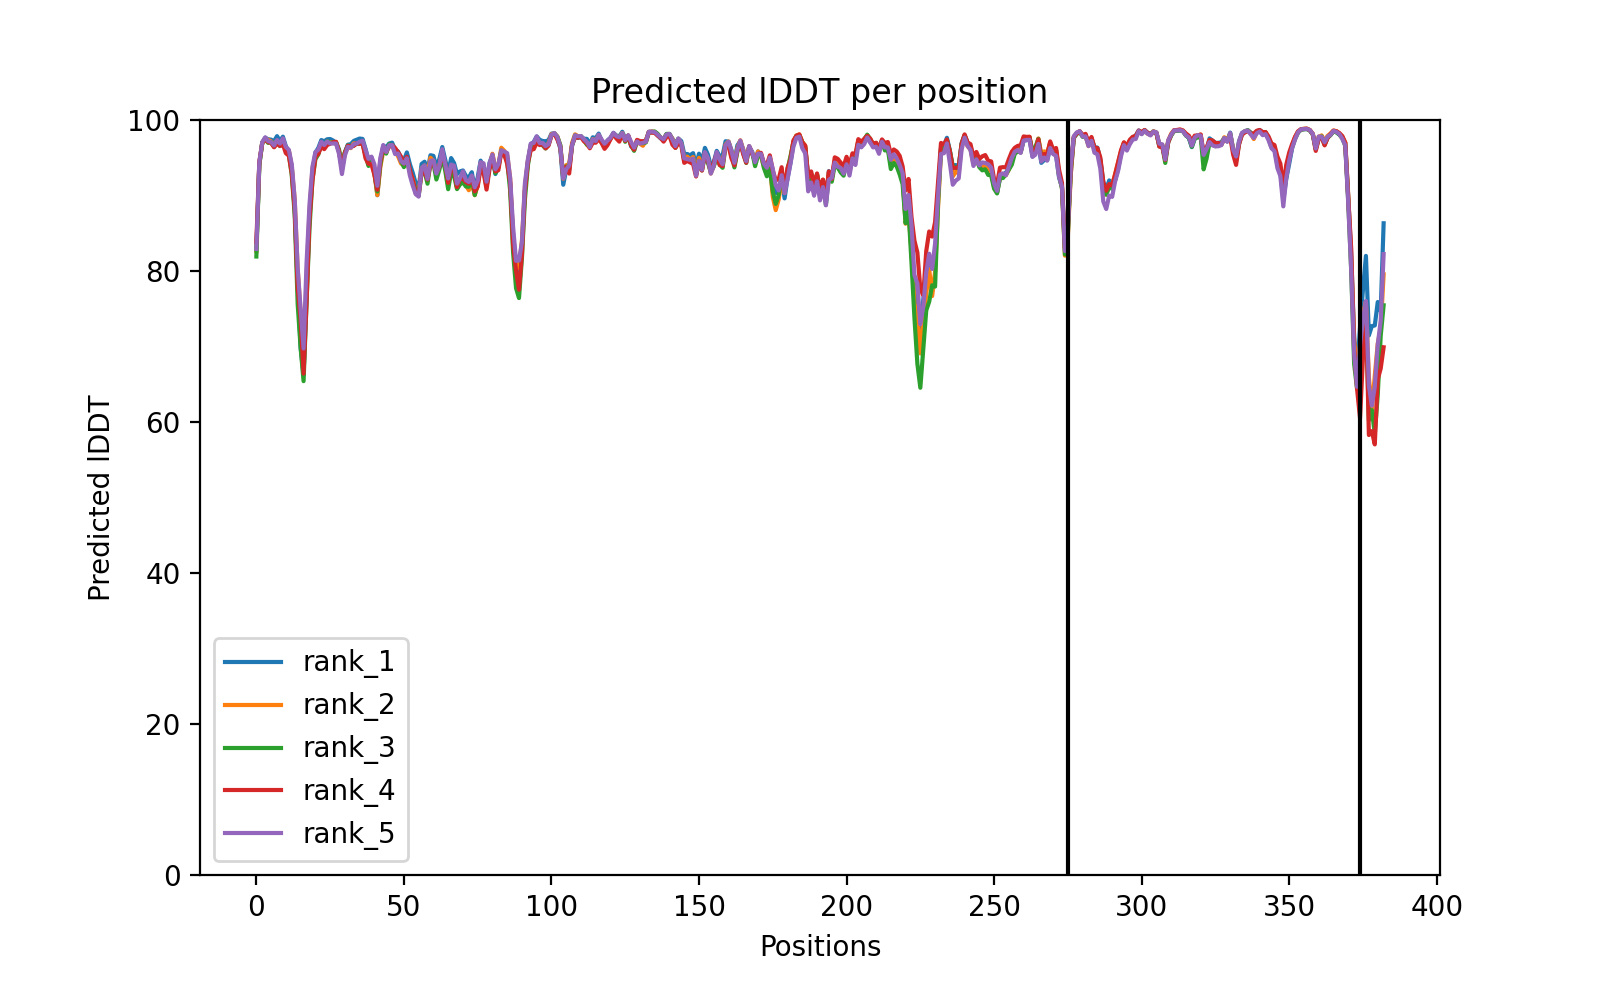 Predicted lDDT per position
100
80
60
40
20
0
Predicted lDDT
rank_1
rank_2
rank_3
rank_4
rank_5
0 50 100 150 200 250 300 350 400
Positions